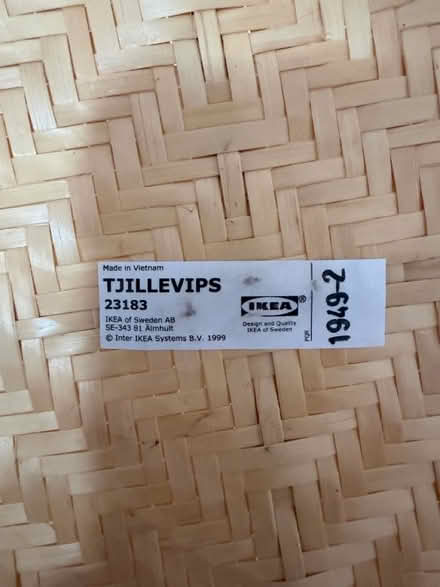 Made in Vietnam
TJILLEVIPS
23183
IKEA of Sweden AB
SE-343 81 Älmhult
© Inter IKEA Systems B.V. 1999
IKEA®
Design and Quality
IKEA of Sweden
1949-2